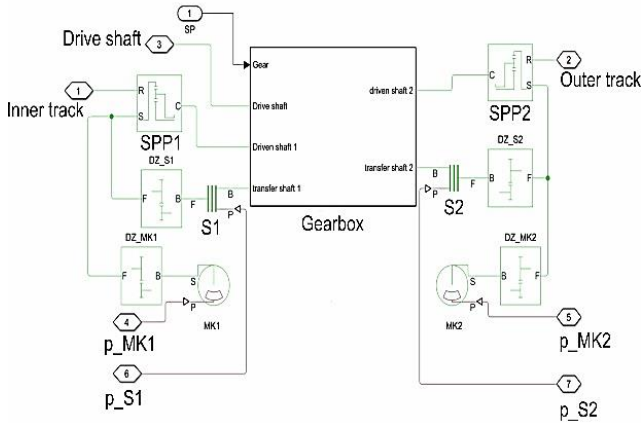 1
SP
Drive shaft
3
Gear
Drive shaft
Driven shaft 1
transfer shaft 1
driven shaft 2
transfer shaft 2
Gearbox
1
Inner track
R
S
C
SPP1
DZ_S1
F
B
F
B
P
S1
DZ_MK1
F
B
S
P
MK1
4
p_MK1
6
p_S1
2
Outer track
C
R
S
SPP2
DZ_S2
B
P
F
B
F
S2
DZ_MK2
S
B
F
P
MK2
5
p_MK2
7
p_S2